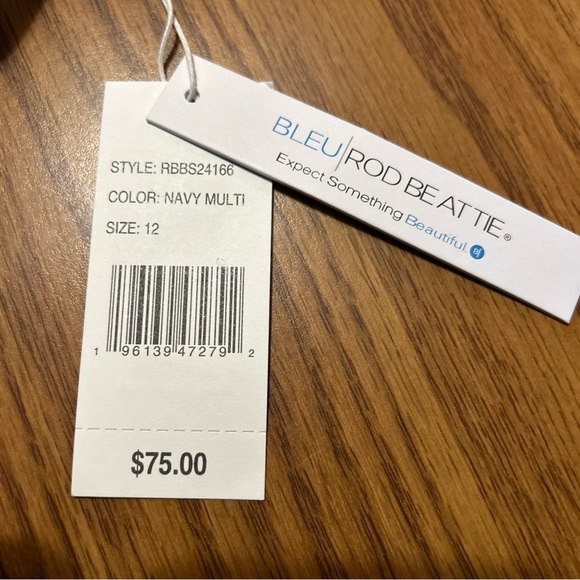 BLEU|ROD BEATTIE®
Expect Something Beautiful.
STYLE: RBBS24166
COLOR: NAVY MULTI
SIZE: 12
1 96139 47279 2
$75.00